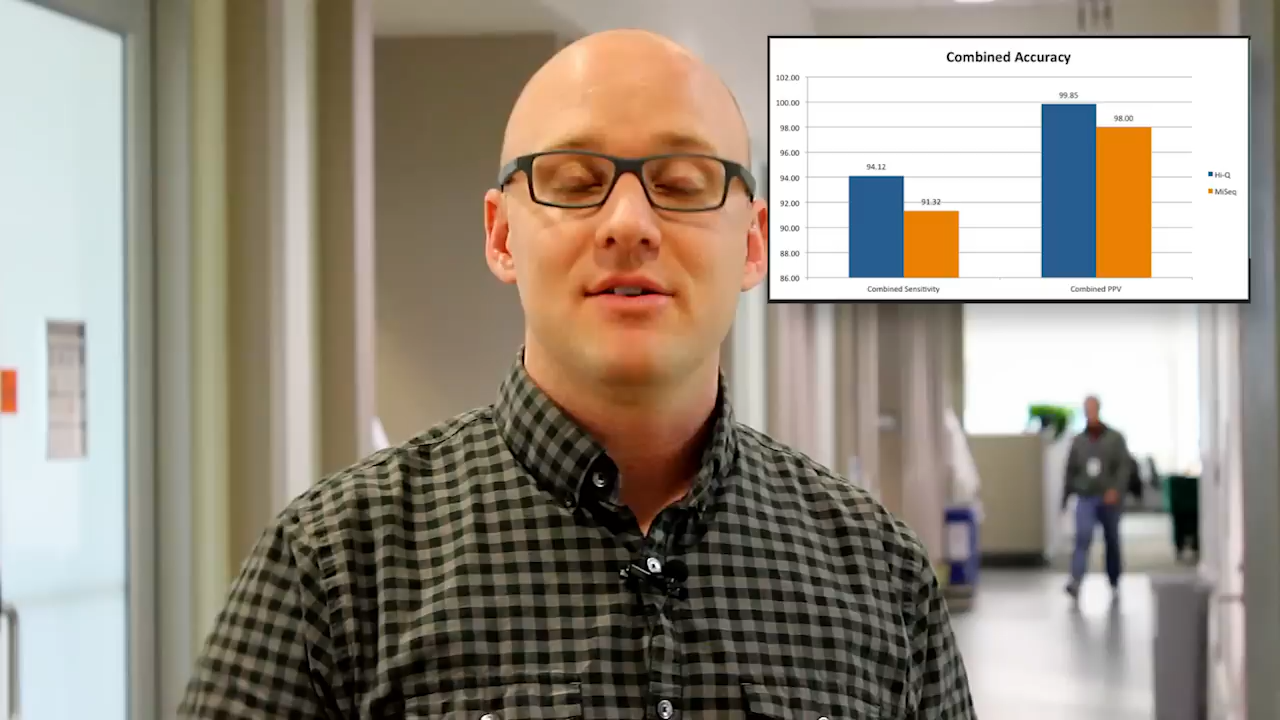 Combined Accuracy
102.00
100.00
98.00
96.00
94.00
92.00
90.00
88.00
86.00
94.12
91.32
99.85
98.00
Combined Sensitivity
Combined PPV
Hi-Q
MiSeq